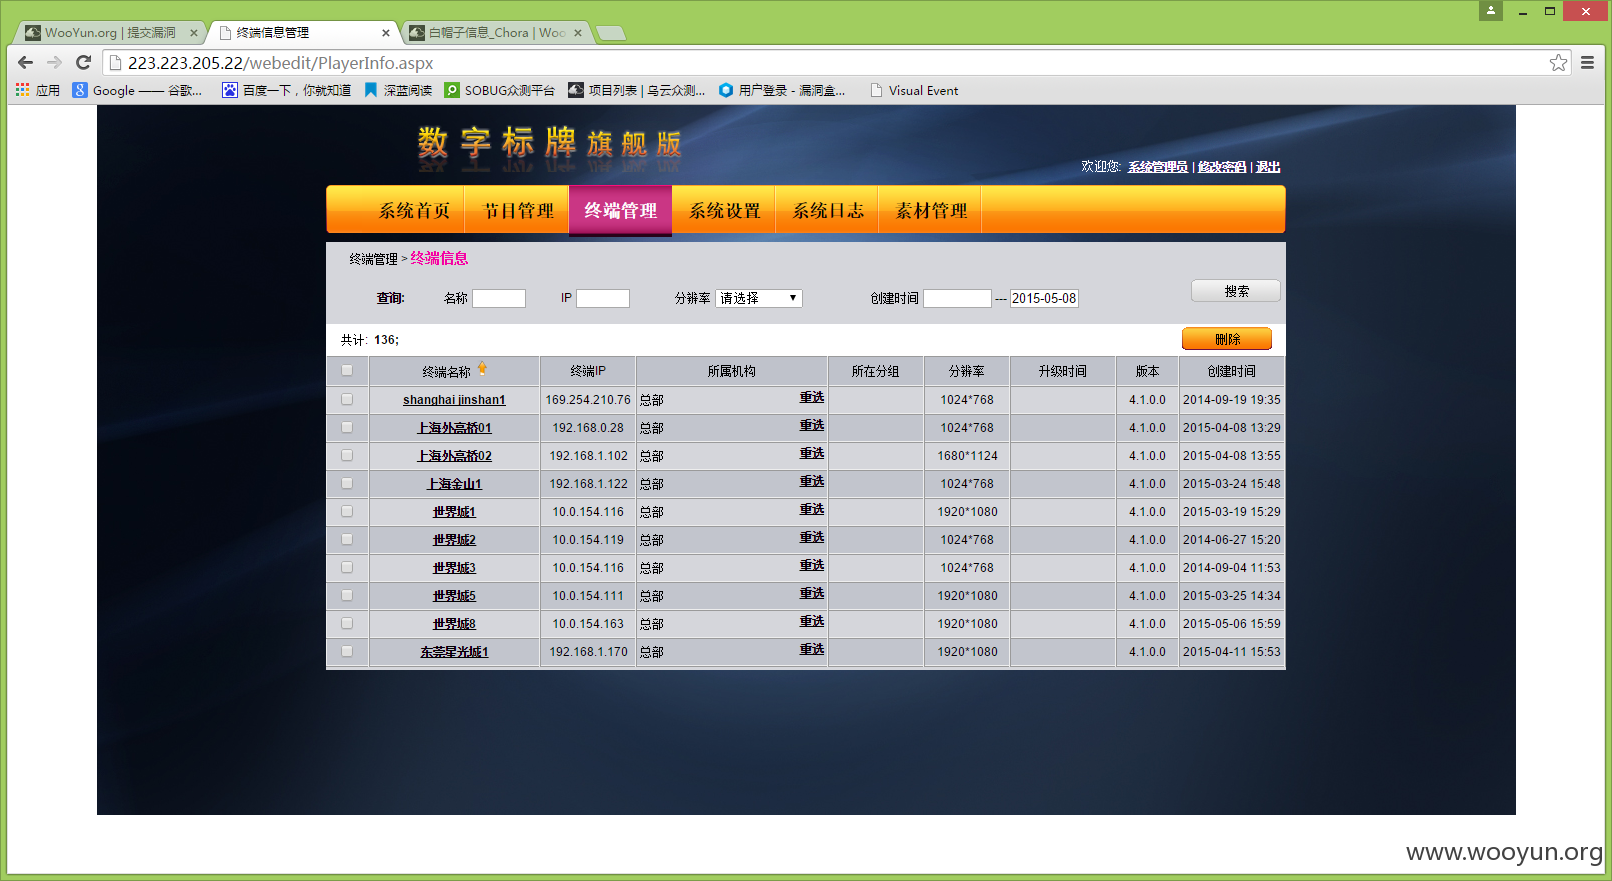 WooYun.org | 提交漏洞
终端信息管理
白帽子信息_Chora | Woo
223.223.205.22/webedit/PlayerInfo.aspx
应用
Google —— 谷歌...
百度一下，你就知道
深蓝阅读
SOBUG众测平台
项目列表 | 乌云众测...
用户登录 - 漏洞盒...
Visual Event
数字标牌旗舰版
欢迎您: 系统管理员 | 修改密码 | 退出
系统首页 节目管理 终端管理 系统设置 系统日志 素材管理
终端管理 > 终端信息
查询: 名称 IP 分辨率 请选择 创建时间 --- 2015-05-08 搜索
共计: 136; 删除
终端名称 终端IP 所属机构 所在分组 分辨率 升级时间 版本 创建时间
shanghai jinshan1 169.254.210.76 总部 重选 1024*768 4.1.0.0 2014-09-19 19:35
上海外高桥01 192.168.0.28 总部 重选 1024*768 4.1.0.0 2015-04-08 13:29
上海外高桥02 192.168.1.102 总部 重选 1680*1124 4.1.0.0 2015-04-08 13:55
上海金山1 192.168.1.122 总部 重选 1024*768 4.1.0.0 2015-03-24 15:48
世界城1 10.0.154.116 总部 重选 1920*1080 4.1.0.0 2015-03-19 15:29
世界城2 10.0.154.119 总部 重选 1024*768 4.1.0.0 2014-06-27 15:20
世界城3 10.0.154.116 总部 重选 1024*768 4.1.0.0 2014-09-04 11:53
世界城5 10.0.154.111 总部 重选 1920*1080 4.1.0.0 2015-03-25 14:34
世界城8 10.0.154.163 总部 重选 1920*1080 4.1.0.0 2015-05-06 15:59
东莞星光城1 192.168.1.170 总部 重选 1920*1080 4.1.0.0 2015-04-11 15:53
www.wooyun.org